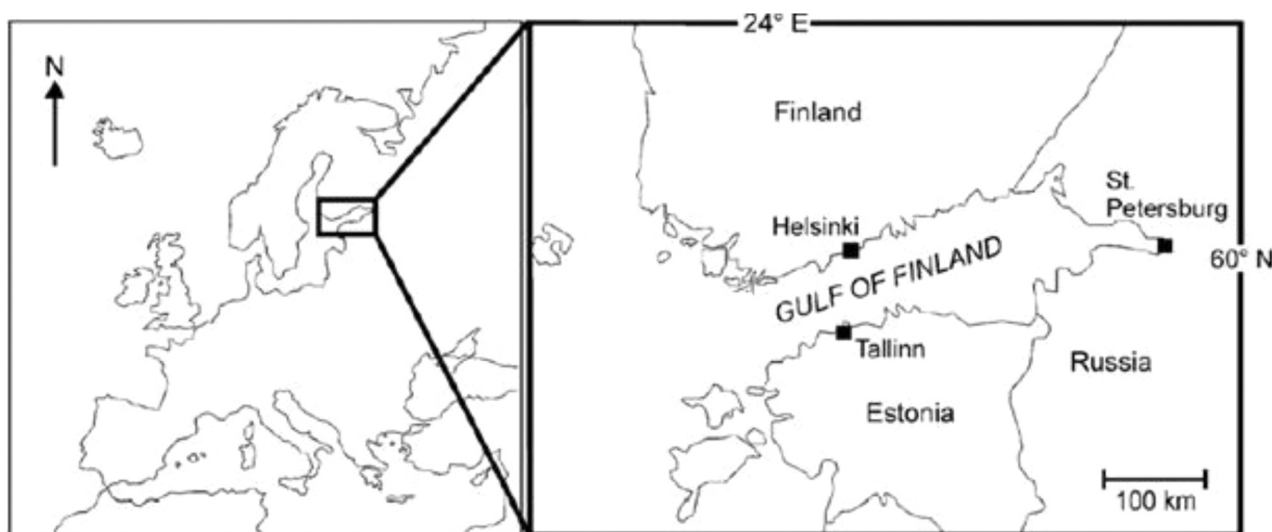 24° E
N
Finland
St.
Petersburg
Helsinki
60° N
GULF OF FINLAND
Tallinn
Russia
Estonia
100 km